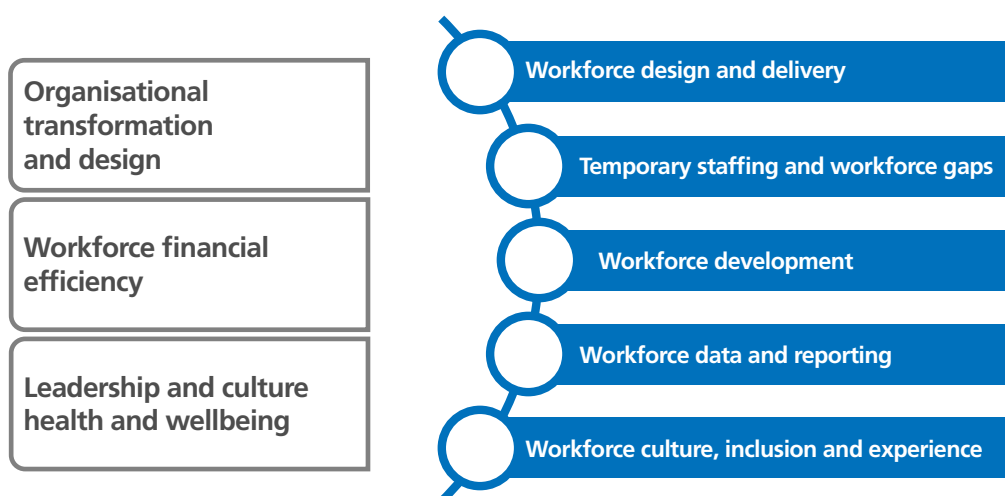 Organisational
transformation
and design
Workforce financial
efficiency
Leadership and culture
health and wellbeing
Workforce design and delivery
Temporary staffing and workforce gaps
Workforce development
Workforce data and reporting
Workforce culture, inclusion and experience